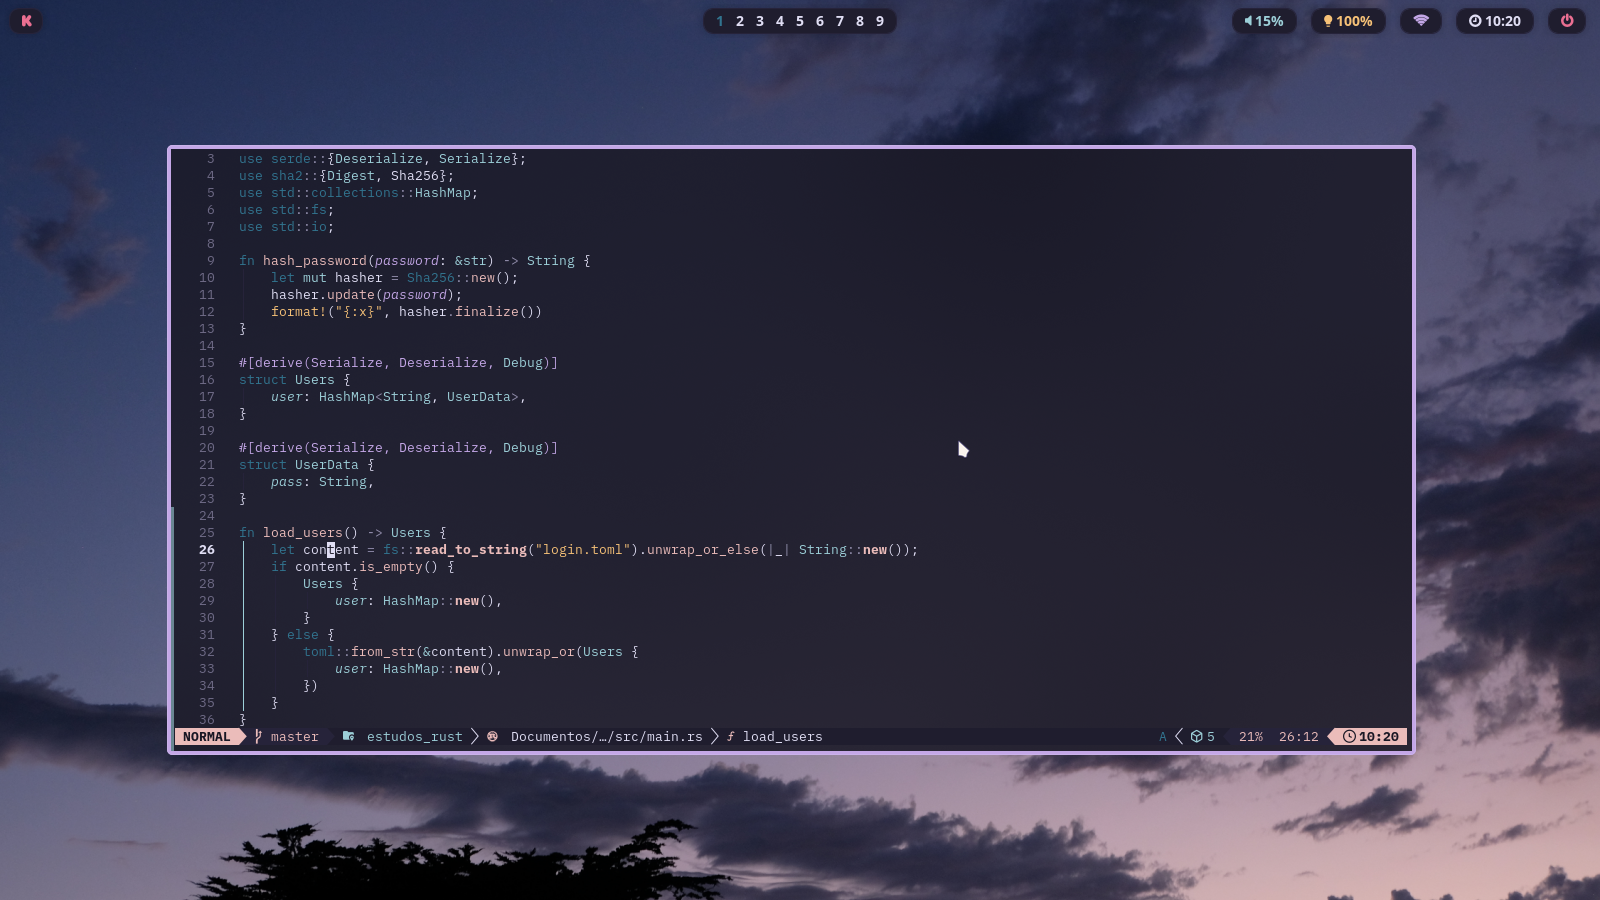 K
1 2 3 4 5 6 7 8 9
15%
100%
10:20
3 use serde::{Deserialize, Serialize};
4 use sha2::{Digest, Sha256};
5 use std::collections::HashMap;
6 use std::fs;
7 use std::io;
8
9 fn hash_password(password: &str) -> String {
10 let mut hasher = Sha256::new();
11 hasher.update(password);
12 format!("{:x}", hasher.finalize())
13 }
14
15 #[derive(Serialize, Deserialize, Debug)]
16 struct Users {
17 user: HashMap<String, UserData>,
18 }
19
20 #[derive(Serialize, Deserialize, Debug)]
21 struct UserData {
22 pass: String,
23 }
24
25 fn load_users() -> Users {
26 let content = fs::read_to_string("login.toml").unwrap_or_else(|_| String::new());
27 if content.is_empty() {
28 Users {
29 user: HashMap::new(),
30 }
31 } else {
32 toml::from_str(&content).unwrap_or(Users {
33 user: HashMap::new(),
34 })
35 }
36 }
NORMAL master estudos_rust Documentos/…/src/main.rs f load_users A 5 21% 26:12 10:20